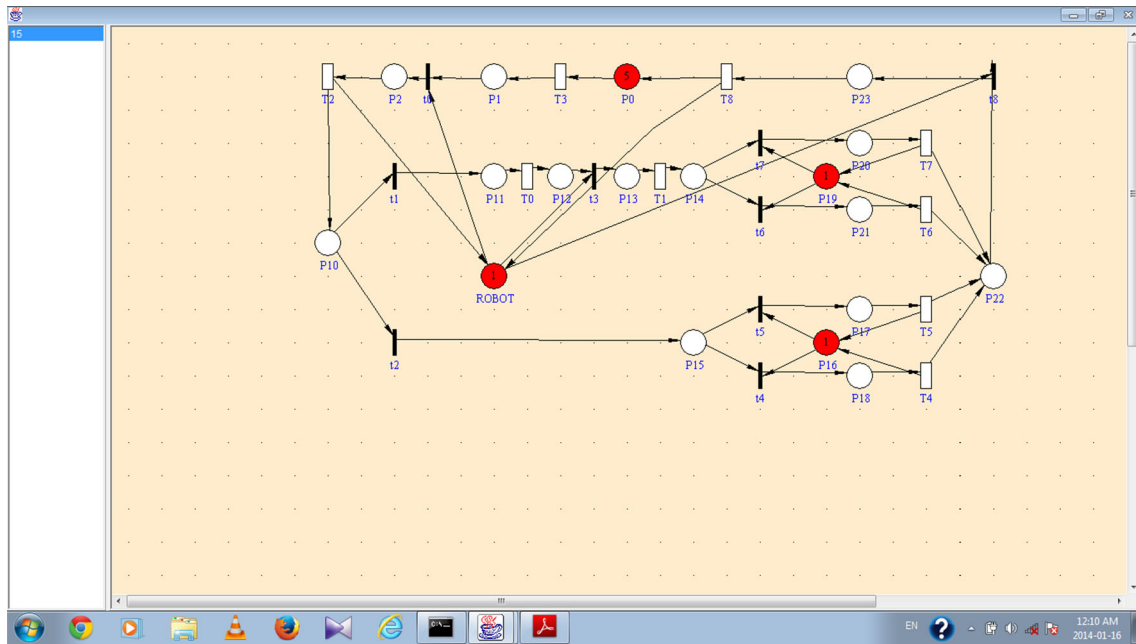 15
5
T2
P2
t0
P1
T3
P0
T8
P23
t8
t7
P20
T7
1
t1
P11
T0
P12
t3
P13
T1
P14
P19
t6
P21
T6
P10
1
ROBOT
P22
t5
P17
T5
1
t2
P15
P16
t4
P18
T4
EN
12:10 AM
2014-01-16